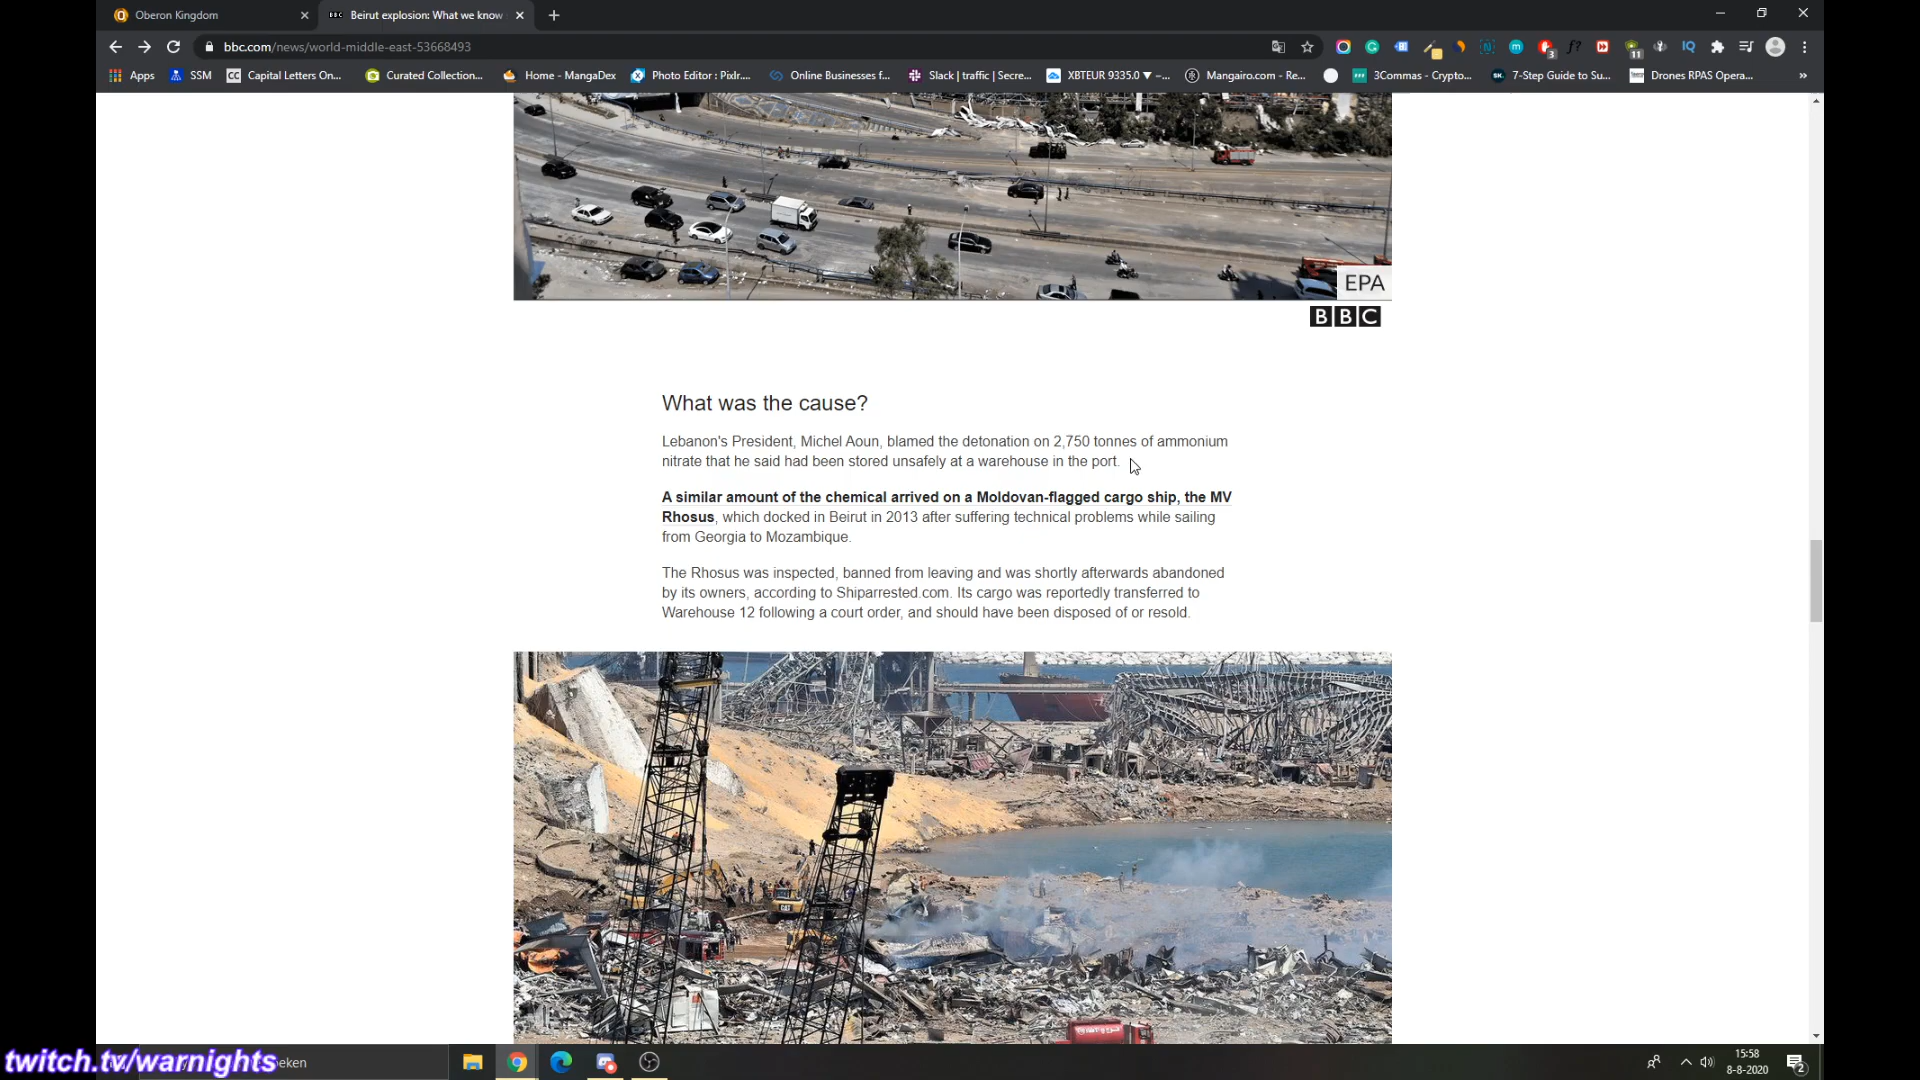 Oberon Kingdom
BBC Beirut explosion: What we know
bbc.com/news/world-middle-east-53668493
3
11
IQ
Apps
SSM
CC Capital Letters On...
Curated Collection...
Home - MangaDex
Photo Editor : Pixlr...
Online Businesses f...
Slack | traffic | Secre...
XBTEUR 9335.0 ▼ –...
Mangairo.com - Re...
3Commas - Crypto...
SK. 7-Step Guide to Su...
Drones RPAS Opera...
»
EPA
BBC
What was the cause?
Lebanon's President, Michel Aoun, blamed the detonation on 2,750 tonnes of ammonium
nitrate that he said had been stored unsafely at a warehouse in the port.
A similar amount of the chemical arrived on a Moldovan-flagged cargo ship, the MV
Rhosus, which docked in Beirut in 2013 after suffering technical problems while sailing
from Georgia to Mozambique.
The Rhosus was inspected, banned from leaving and was shortly afterwards abandoned
by its owners, according to Shiparrested.com. Its cargo was reportedly transferred to
Warehouse 12 following a court order, and should have been disposed of or resold.
CAT
twitch.tv/warnights
eken
15:58
8-8-2020
2